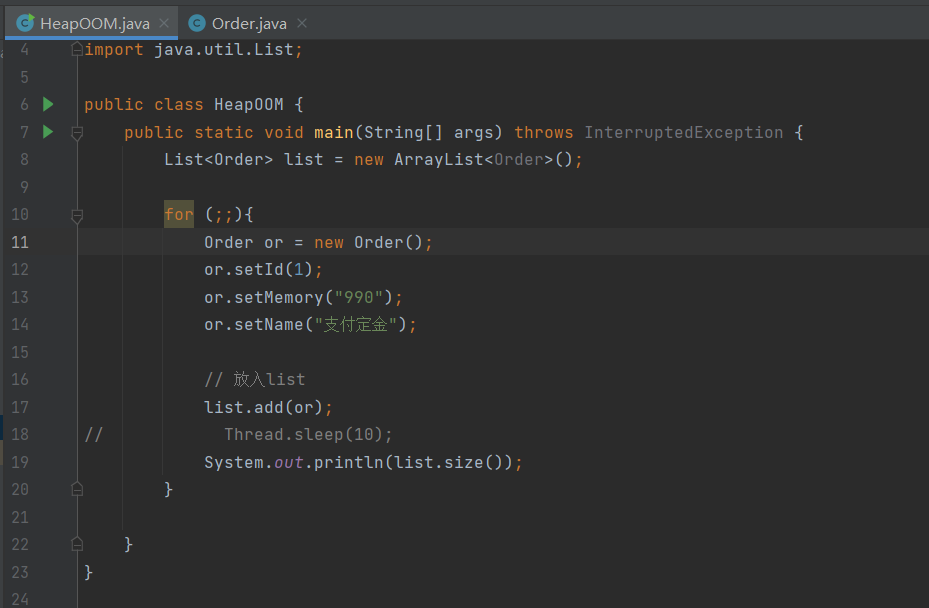 HeapOOM.java Order.java
4 import java.util.List;
5
6 public class HeapOOM {
7 public static void main(String[] args) throws InterruptedException {
8 List<Order> list = new ArrayList<Order>();
9
10 for (;;){
11 Order or = new Order();
12 or.setId(1);
13 or.setMemory("990");
14 or.setName("支付定金");
15
16 // 放入list
17 list.add(or);
18 // Thread.sleep(10);
19 System.out.println(list.size());
20 }
21
22 }
23 }
24